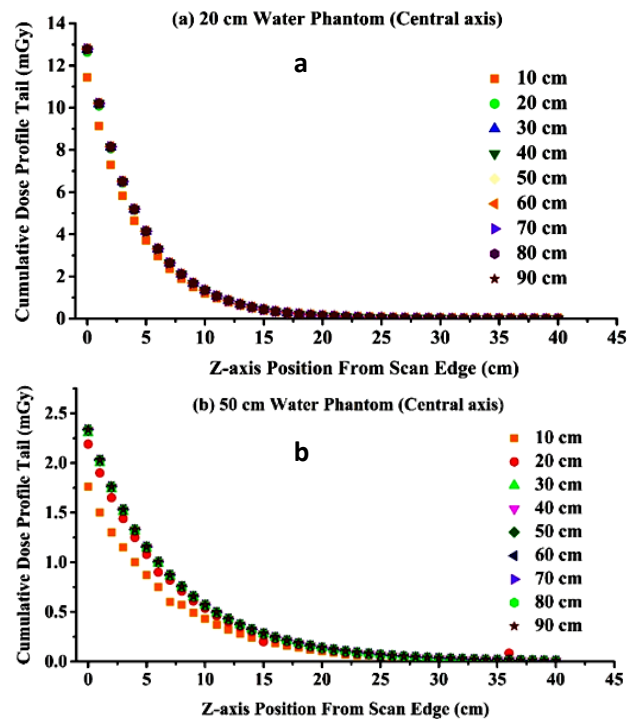 (a) 20 cm Water Phantom (Central axis)
a
Cumulative Dose Profile Tail (mGy)
14
12
10
8
6
4
2
0
10 cm
20 cm
30 cm
40 cm
50 cm
60 cm
70 cm
80 cm
90 cm
0 5 10 15 20 25 30 35 40 45
Z-axis Position From Scan Edge (cm)
(b) 50 cm Water Phantom (Central axis)
b
Cumulative Dose Profile Tail (mGy)
2.5
2.0
1.5
1.0
0.5
0.0
10 cm
20 cm
30 cm
40 cm
50 cm
60 cm
70 cm
80 cm
90 cm
0 5 10 15 20 25 30 35 40 45
Z-axis Position From Scan Edge (cm)